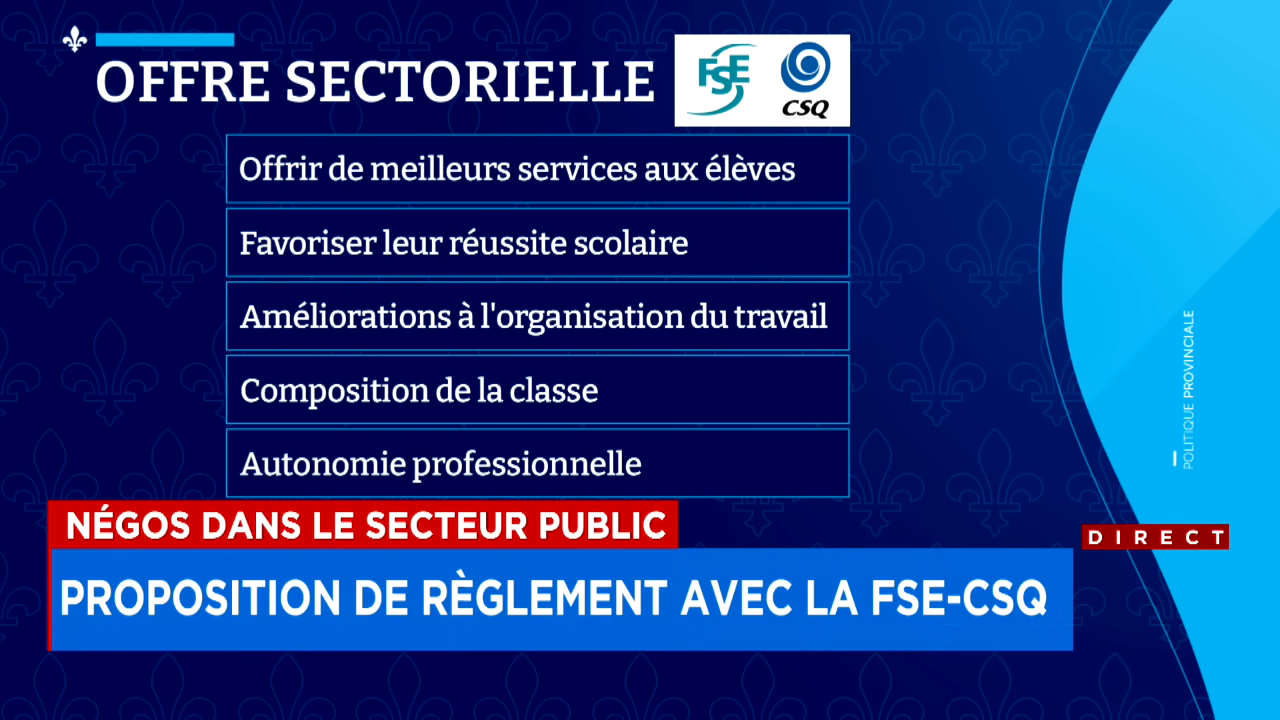 OFFRE SECTORIELLE
FSE
CSQ
Offrir de meilleurs services aux élèves
Favoriser leur réussite scolaire
Améliorations à l'organisation du travail
Composition de la classe
Autonomie professionnelle
POLITIQUE PROVINCIALE
NÉGOS DANS LE SECTEUR PUBLIC
DIRECT
PROPOSITION DE RÈGLEMENT AVEC LA FSE-CSQ